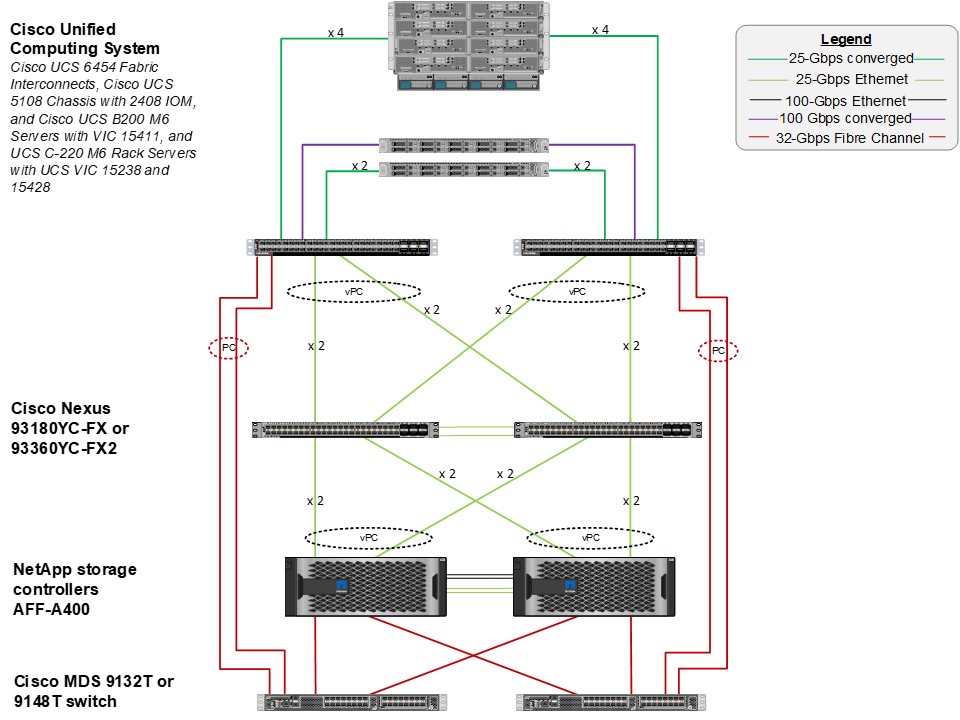 Cisco Unified
Computing System
Cisco UCS 6454 Fabric
Interconnects, Cisco UCS
5108 Chassis with 2408 IOM,
and Cisco UCS B200 M6
Servers with VIC 15411, and
UCS C-220 M6 Rack Servers
with UCS VIC 15238 and
15428
x 4
x 4
Legend
25-Gbps converged
25-Gbps Ethernet
100-Gbps Ethernet
100 Gbps converged
32-Gbps Fibre Channel
x 2
x 2
vPC
vPC
x 2
x 2
PC
x 2
x 2
PC
Cisco Nexus
93180YC-FX or
93360YC-FX2
x 2
x 2
x 2
x 2
vPC
vPC
NetApp storage
controllers
AFF-A400
Cisco MDS 9132T or
9148T switch